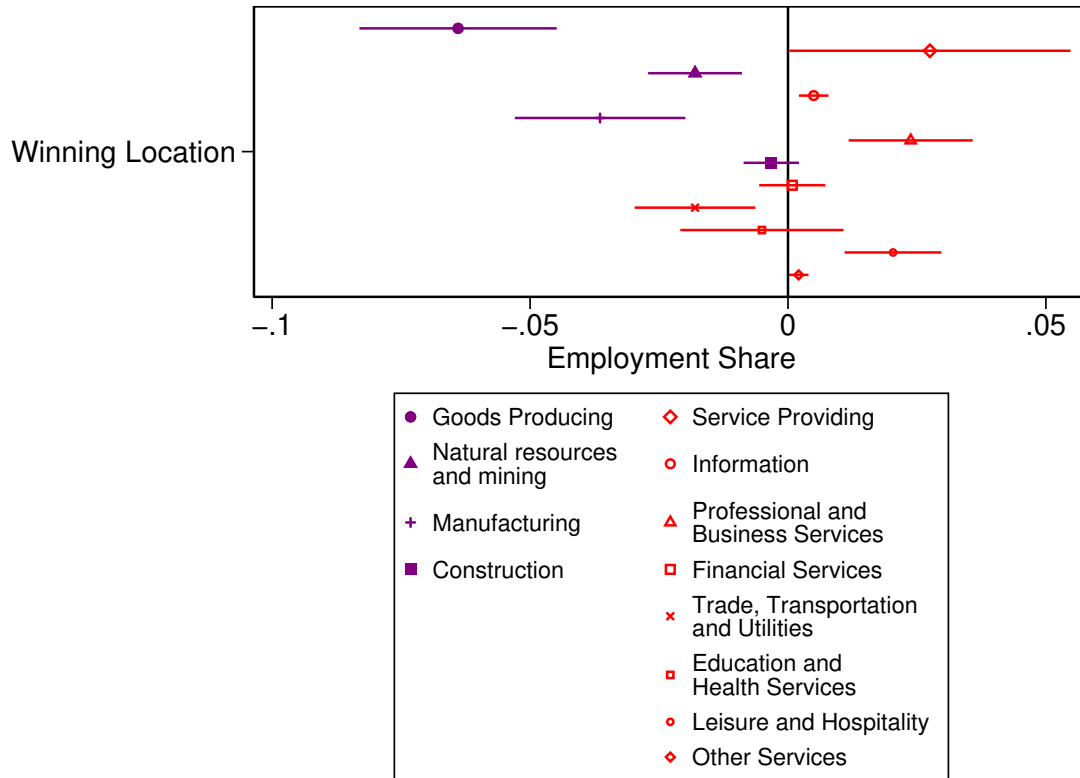 Winning Location
−.1
−.05
0
.05
Employment Share
Goods Producing
Service Providing
Natural resources
and mining
Information
Manufacturing
Professional and
Business Services
Construction
Financial Services
Trade, Transportation
and Utilities
Education and
Health Services
Leisure and Hospitality
Other Services